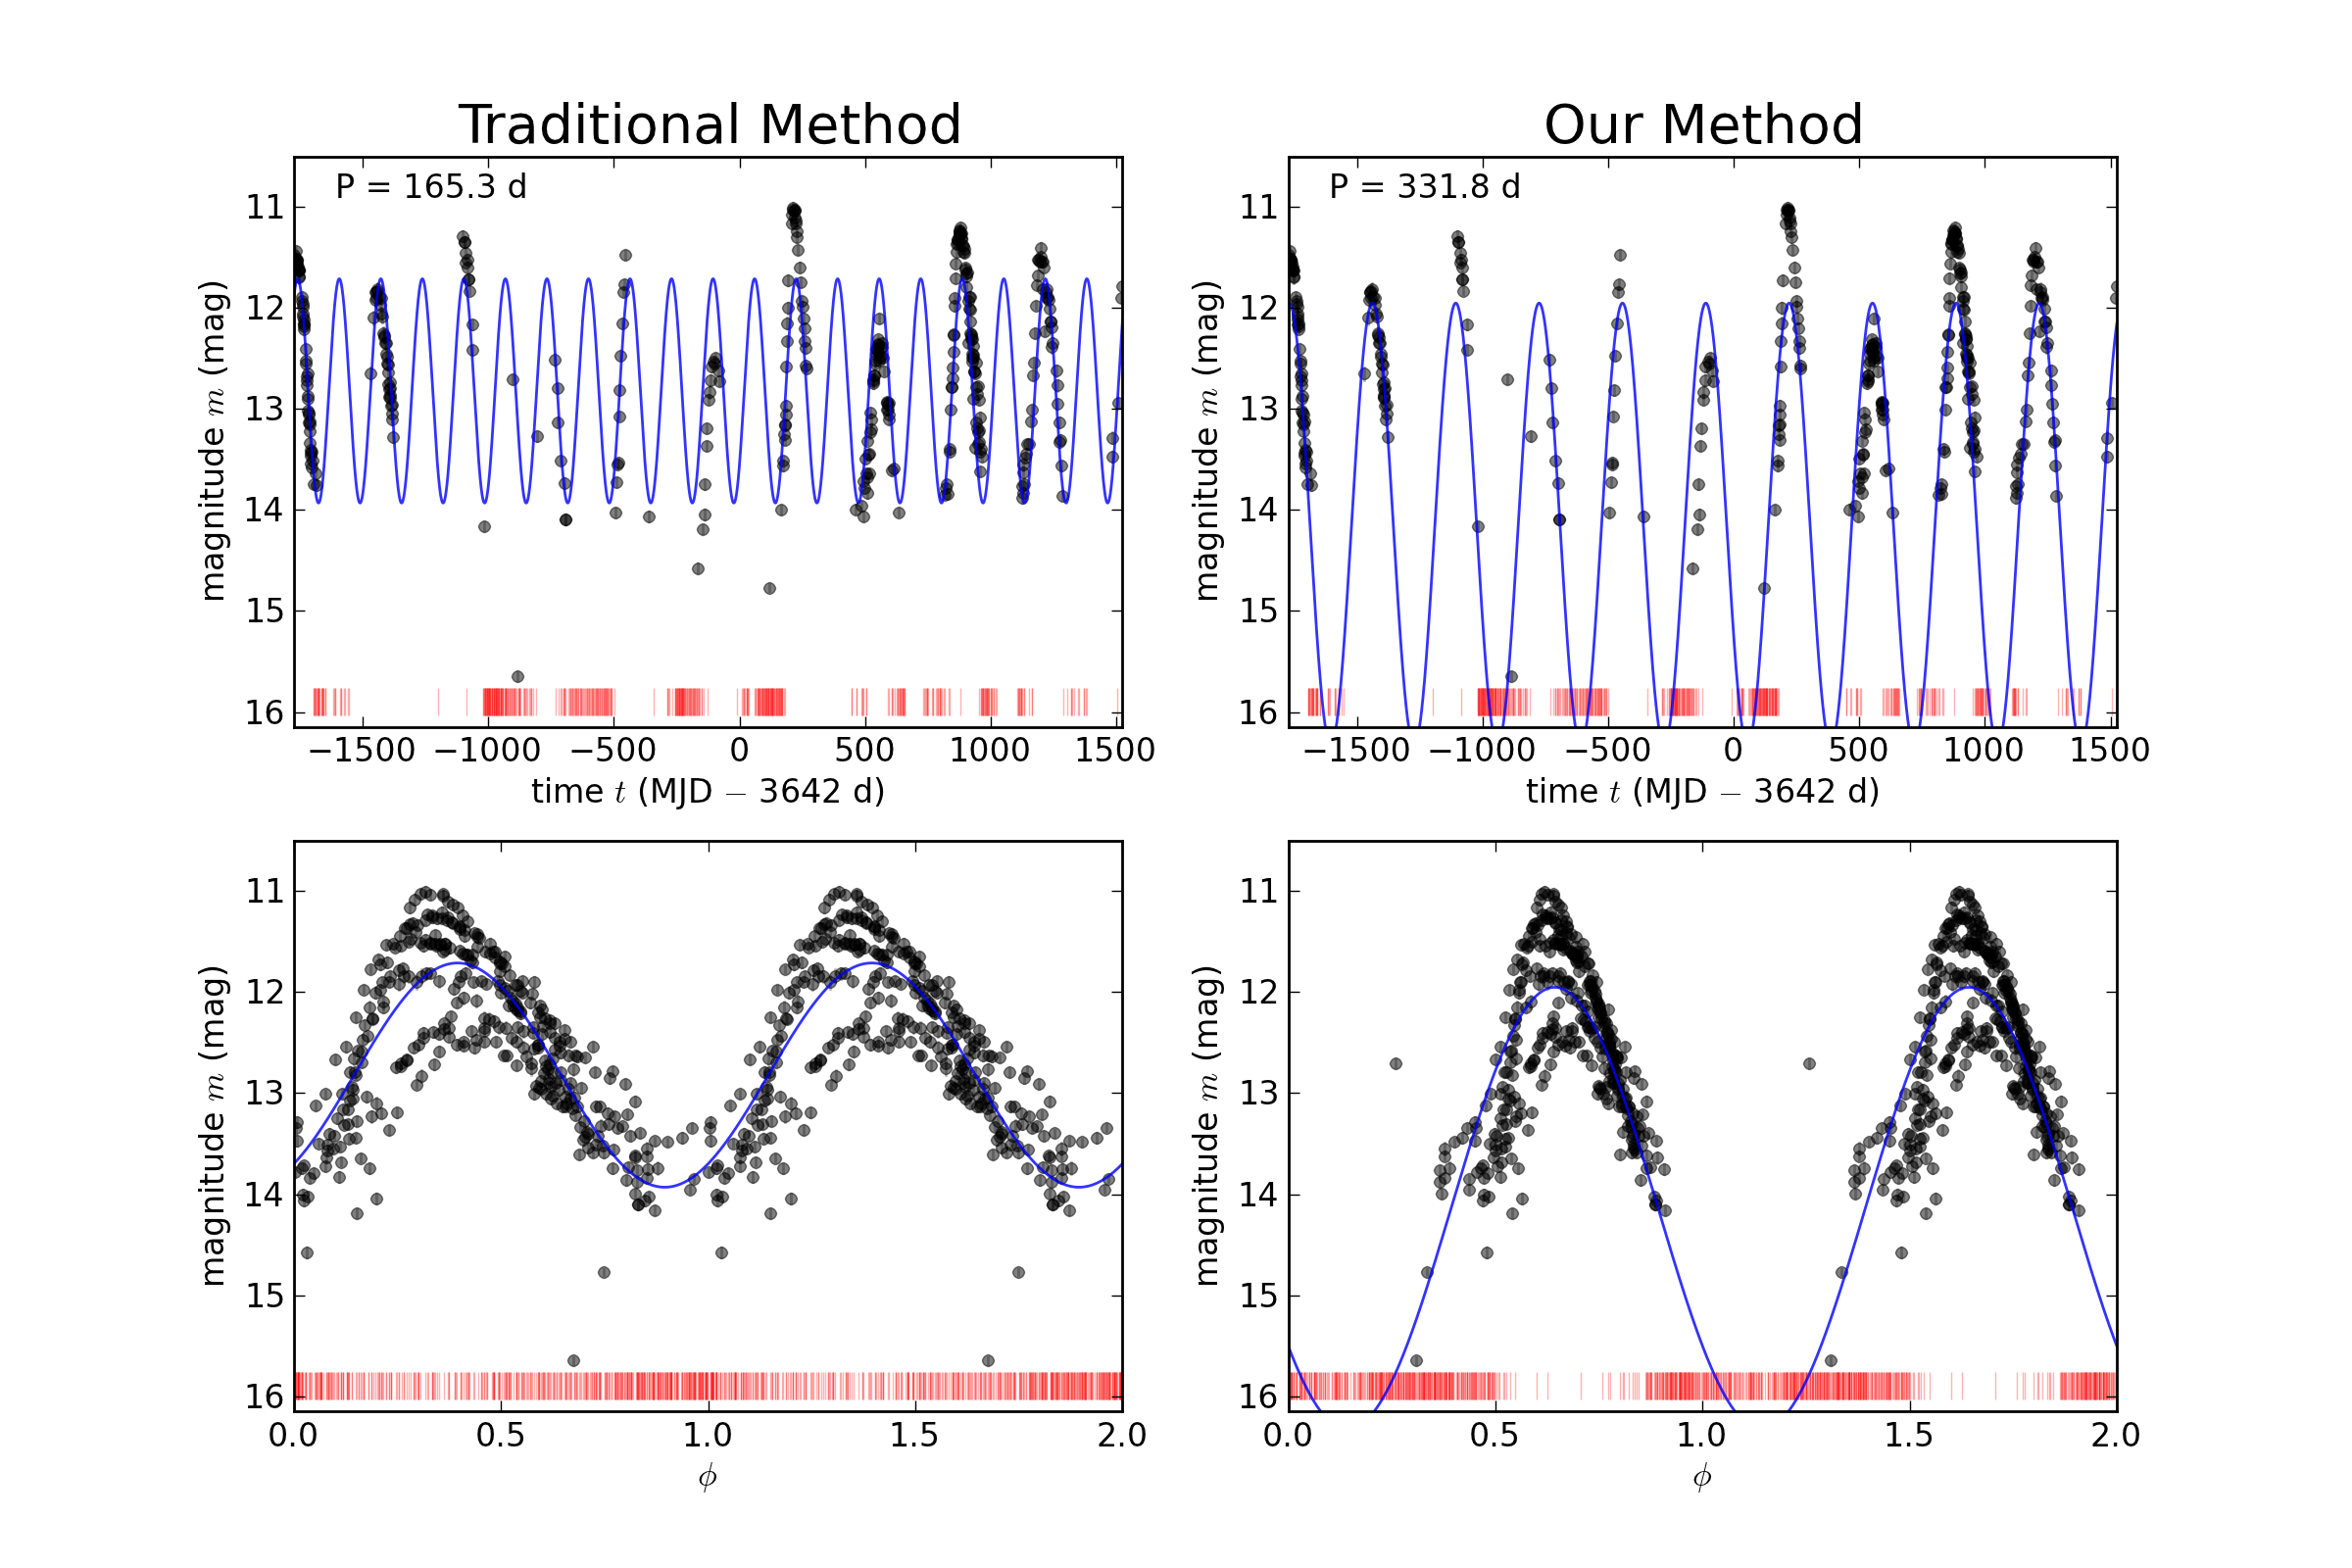 Traditional Method
Our Method
P = 165.3 d
P = 331.8 d
11
12
13
14
15
16
magnitude m (mag)
−1500 −1000 −500 0 500 1000 1500
time t (MJD − 3642 d)
11
12
13
14
15
16
magnitude m (mag)
−1500 −1000 −500 0 500 1000 1500
time t (MJD − 3642 d)
11
12
13
14
15
16
magnitude m (mag)
0.0 0.5 1.0 1.5 2.0
ϕ
11
12
13
14
15
16
magnitude m (mag)
0.0 0.5 1.0 1.5 2.0
ϕ